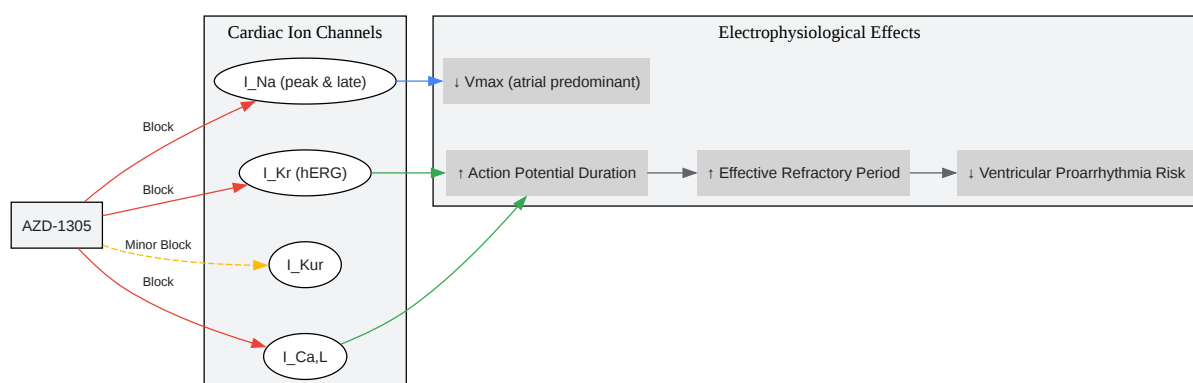 Cardiac Ion Channels
Electrophysiological Effects
I_Na (peak & late)
↓ Vmax (atrial predominant)
Block
I_Kr (hERG)
↑ Action Potential Duration
↑ Effective Refractory Period
↓ Ventricular Proarrhythmia Risk
Block
AZD-1305
Minor Block
I_Kur
Block
I_Ca,L